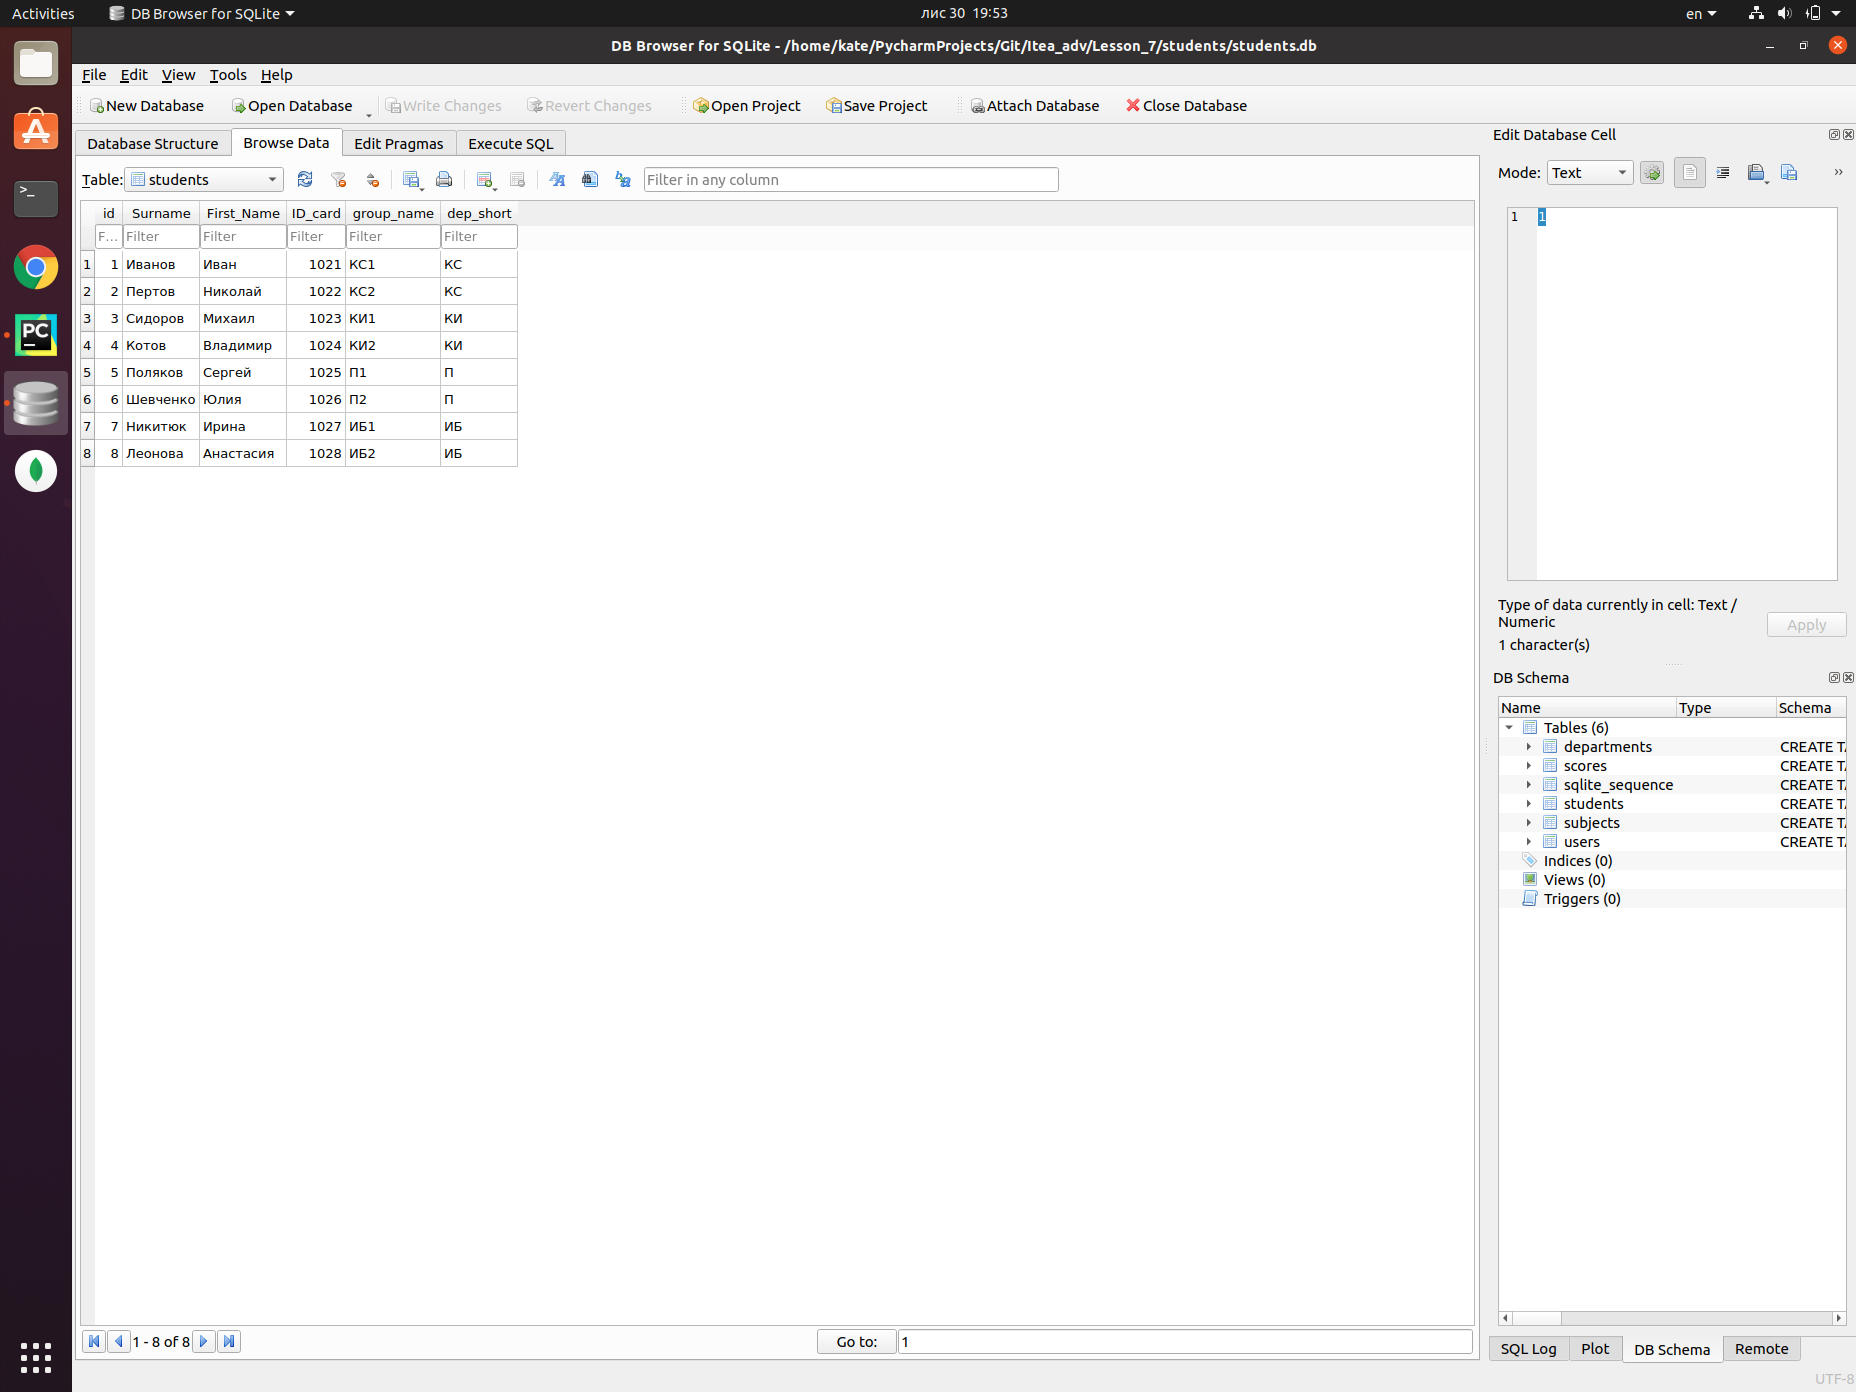 Activities DB Browser for SQLite лис 30 19:53 en
DB Browser for SQLite - /home/kate/PycharmProjects/Git/Itea_adv/Lesson_7/students/students.db
File Edit View Tools Help
New Database Open Database Write Changes Revert Changes Open Project Save Project Attach Database Close Database
Database Structure Browse Data Edit Pragmas Execute SQL
Table: students Filter in any column
id Surname First_Name ID_card group_name dep_short
F... Filter Filter Filter Filter Filter
1 1 Иванов Иван 1021 КС1 КС
2 2 Пертов Николай 1022 КС2 КС
3 3 Сидоров Михаил 1023 КИ1 КИ
4 4 Котов Владимир 1024 КИ2 КИ
5 5 Поляков Сергей 1025 П1 П
6 6 Шевченко Юлия 1026 П2 П
7 7 Никитюк Ирина 1027 ИБ1 ИБ
8 8 Леонова Анастасия 1028 ИБ2 ИБ
1 - 8 of 8 Go to: 1
Edit Database Cell
Mode: Text »
1 1
Type of data currently in cell: Text /
Numeric
Apply
1 character(s)
DB Schema
Name Type Schema
Tables (6)
departments CREATE TA
scores CREATE TA
sqlite_sequence CREATE TA
students CREATE TA
subjects CREATE TA
users CREATE TA
Indices (0)
Views (0)
Triggers (0)
SQL Log Plot DB Schema Remote
UTF-8
PC